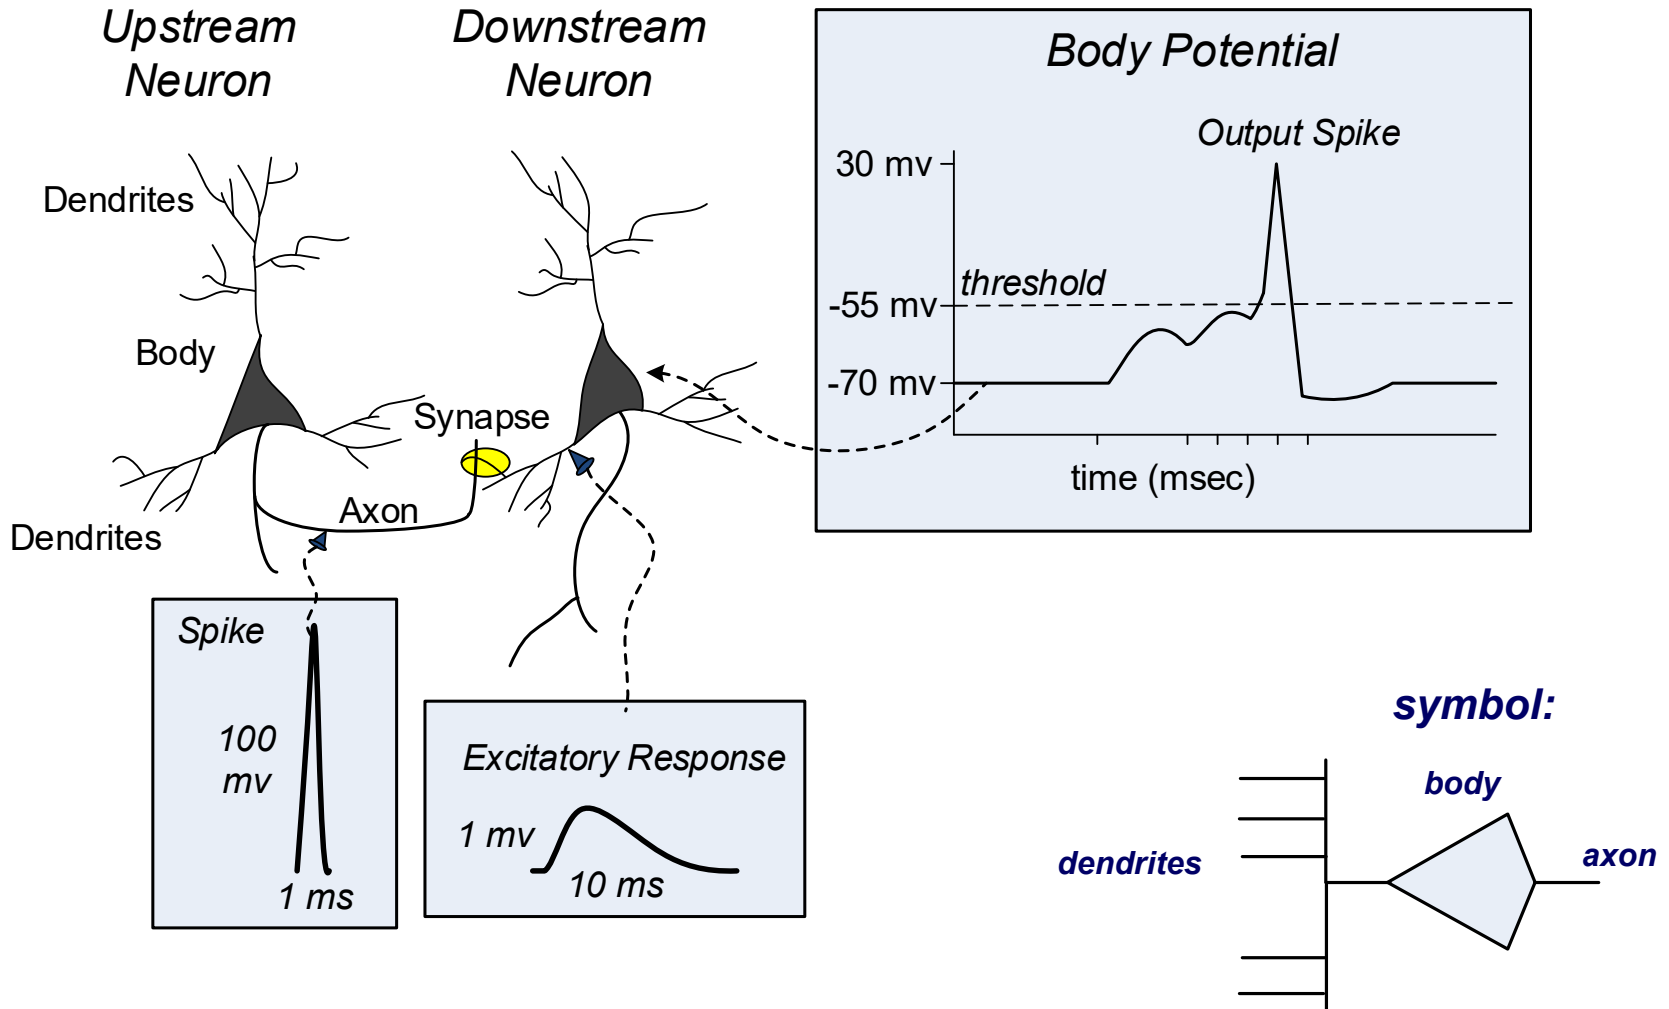 Upstream
Neuron
Downstream
Neuron
Dendrites
Body
Synapse
Axon
Dendrites
Body Potential
Output Spike
30 mv
threshold
-55 mv
-70 mv
time (msec)
Spike
100
mv
1 ms
Excitatory Response
1 mv
10 ms
symbol:
body
dendrites
axon